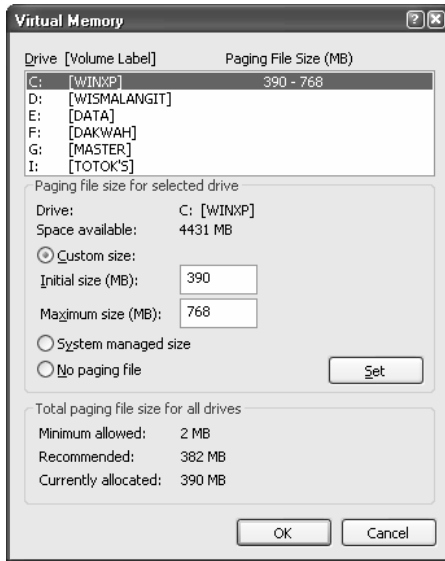 Virtual Memory
Drive [Volume Label] Paging File Size (MB)
C: [WINXP] 390 - 768
D: [WISMALANGIT]
E: [DATA]
F: [DAKWAH]
G: [MASTER]
I: [TOTOK'S]
Paging file size for selected drive
Drive: C: [WINXP]
Space available: 4431 MB
Custom size:
Initial size (MB): 390
Maximum size (MB): 768
System managed size
No paging file
Set
Total paging file size for all drives
Minimum allowed: 2 MB
Recommended: 382 MB
Currently allocated: 390 MB
OK Cancel